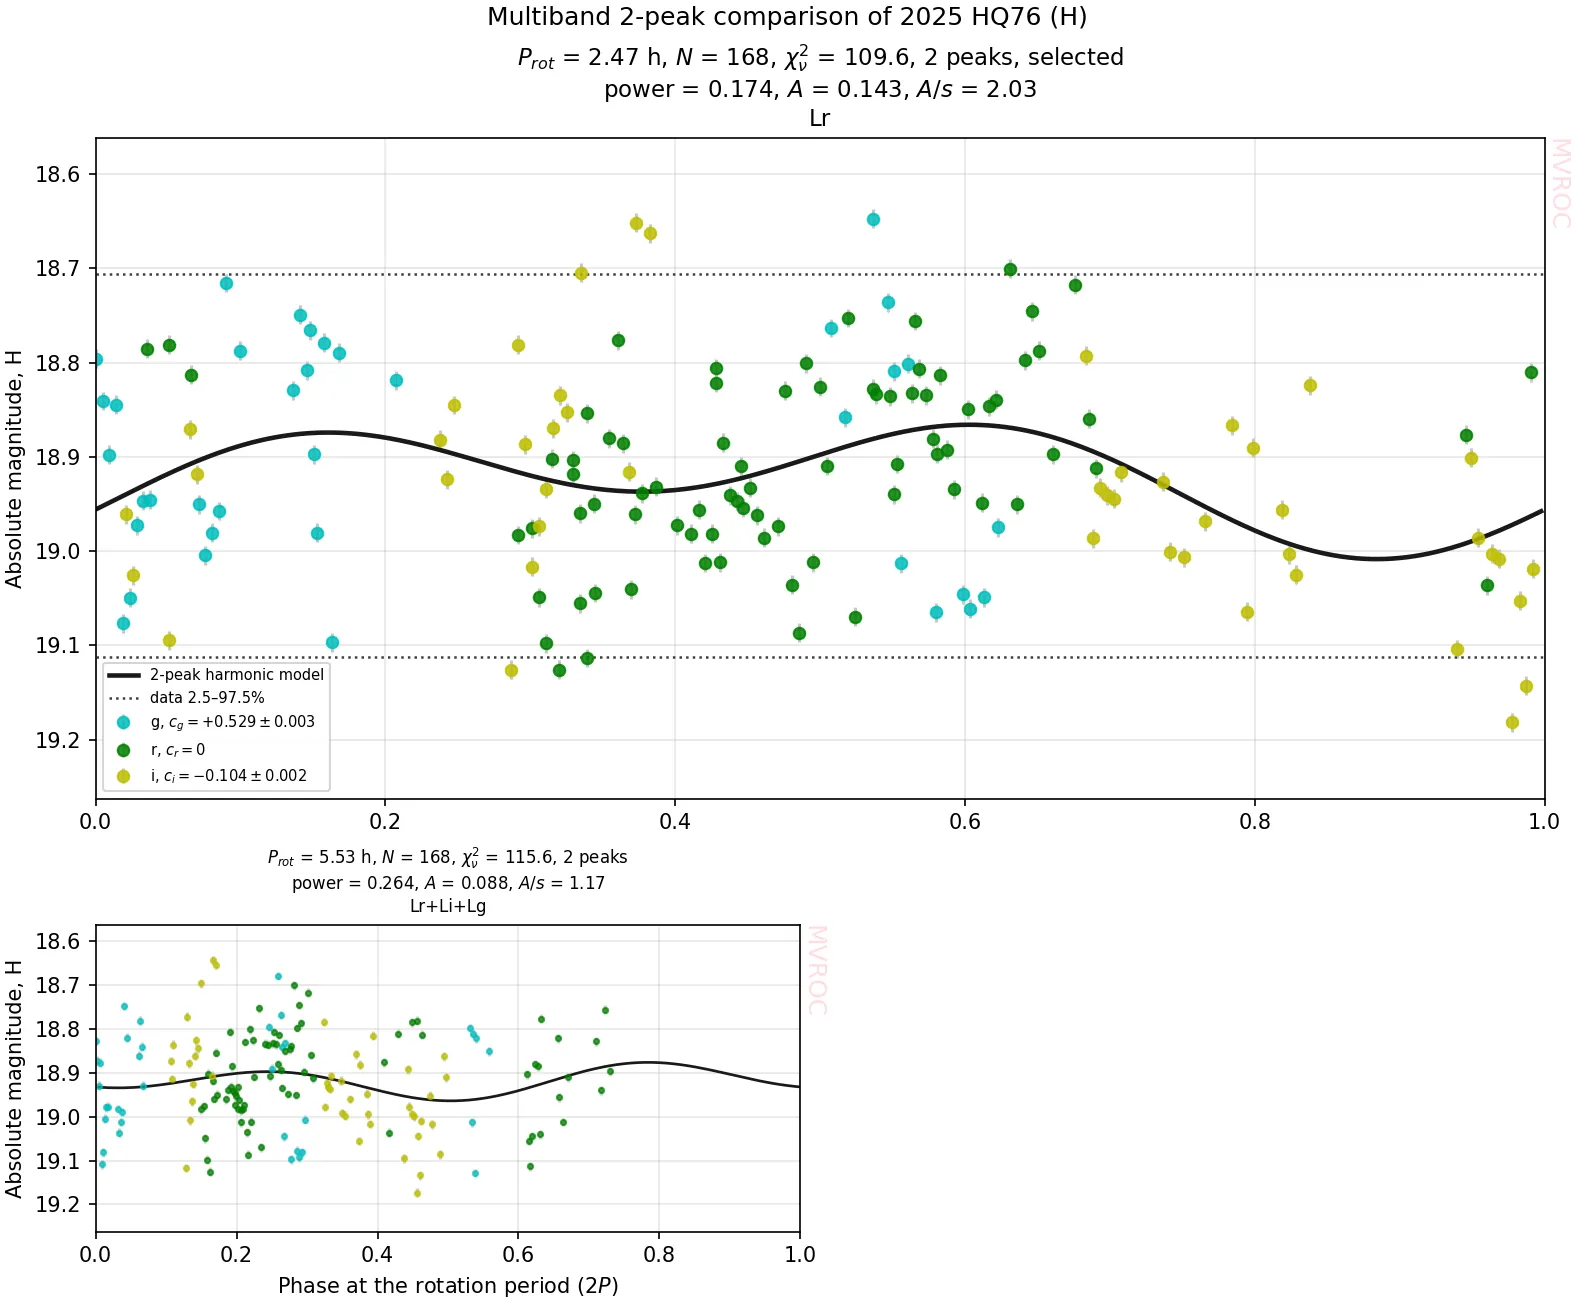 Multiband 2-peak comparison of 2025 HQ76 (H)
P_rot = 2.47 h, N = 168, χ²_ν = 109.6, 2 peaks, selected
power = 0.174, A = 0.143, A/s = 2.03
Lr
MVROC
Absolute magnitude, H
18.6
18.7
18.8
18.9
19.0
19.1
19.2
2-peak harmonic model
data 2.5–97.5%
g, c_g = +0.529 ± 0.003
r, c_r = 0
i, c_i = −0.104 ± 0.002
0.0 0.2 0.4 0.6 0.8 1.0
P_rot = 5.53 h, N = 168, χ²_ν = 115.6, 2 peaks
power = 0.264, A = 0.088, A/s = 1.17
Lr+Li+Lg
MVROC
Absolute magnitude, H
18.6
18.7
18.8
18.9
19.0
19.1
19.2
0.0 0.2 0.4 0.6 0.8 1.0
Phase at the rotation period (2P)